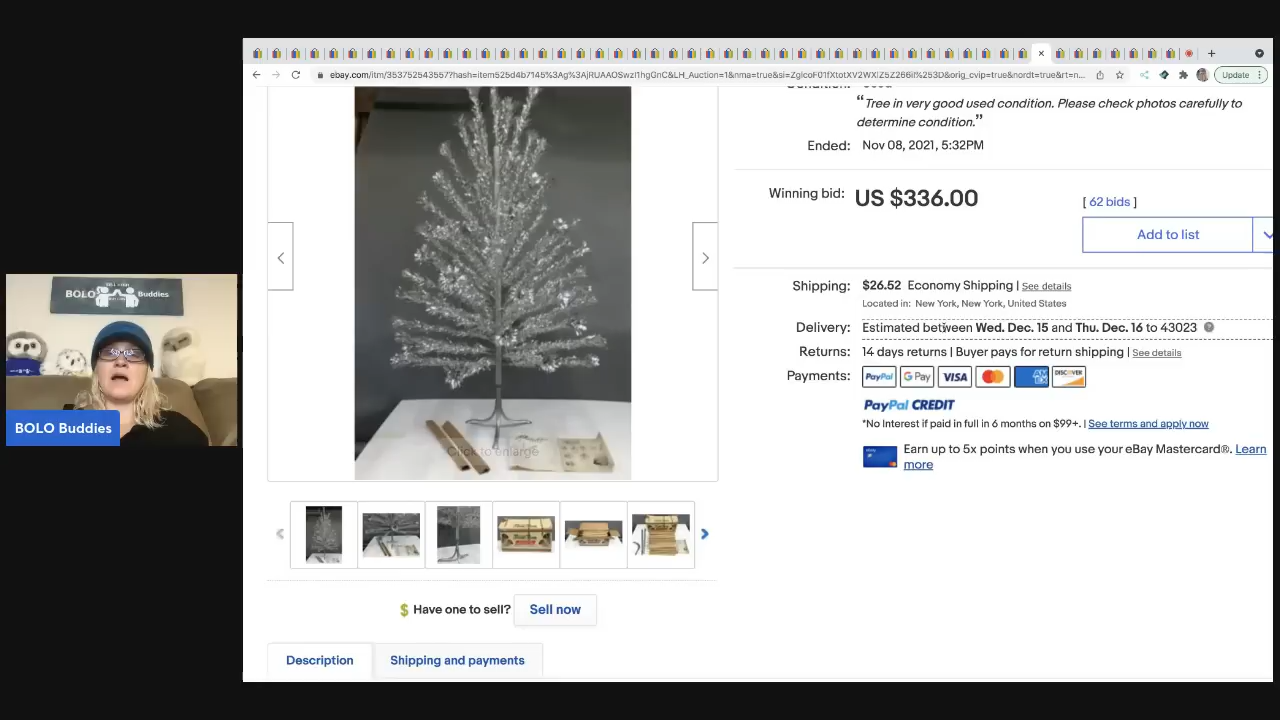 ebay.com/itm/353752543557?hash=item525d4b7145%3Ag%3AjRUAAOSwzI1hgGnC&LH_Auction=1&nma=true&si=ZgIcoF01fXtotXV2WXIZ5Z266iI%253D&orig_cvip=true&nordt=true&rt=n...
Update
“Tree in very good used condition. Please check photos carefully to
determine condition.”
Ended: Nov 08, 2021, 5:32PM
Winning bid: US $336.00
[ 62 bids ]
Add to list
Shipping: $26.52 Economy Shipping | See details
Located in: New York, New York, United States
Delivery: Estimated between Wed. Dec. 15 and Thu. Dec. 16 to 43023
Returns: 14 days returns | Buyer pays for return shipping | See details
Payments: PayPal G Pay VISA DISCOVER
PayPal CREDIT
*No Interest if paid in full in 6 months on $99+. | See terms and apply now
Earn up to 5x points when you use your eBay Mastercard®. Learn
more
Click to enlarge
Have one to sell? Sell now
Description
Shipping and payments
BOLO Buddies
BOLO Buddies